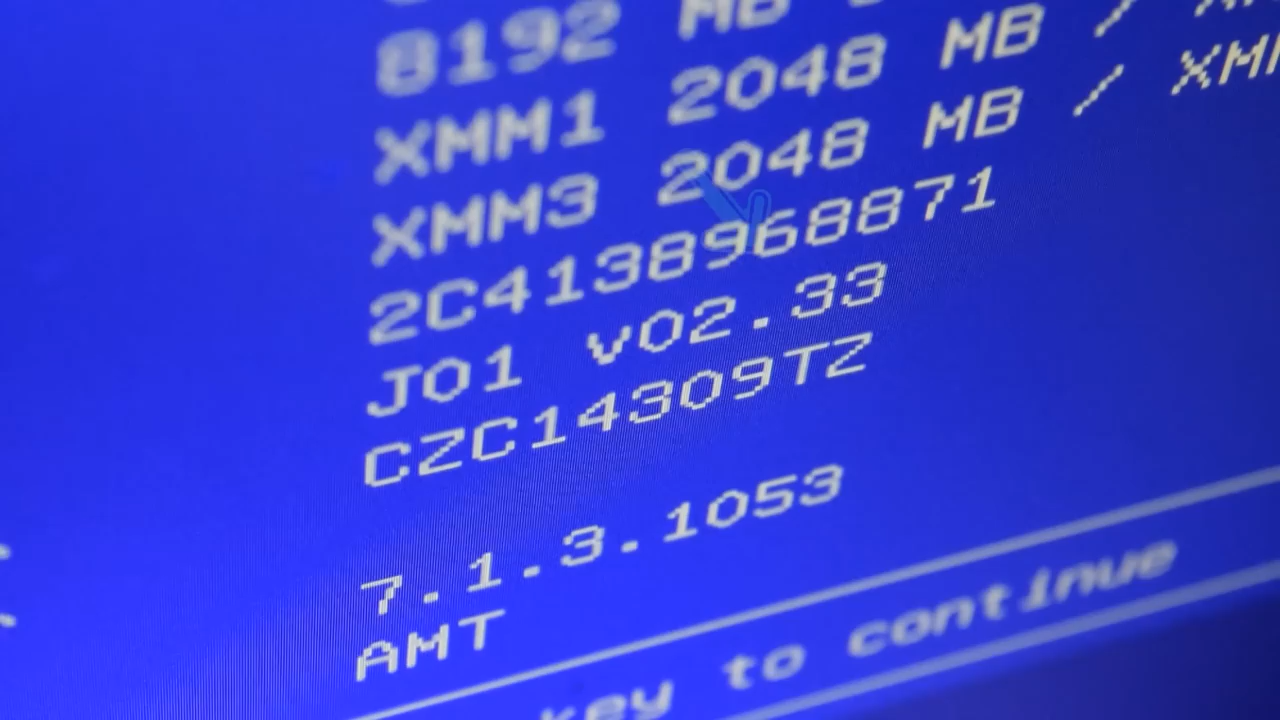 8192 MB
XMM1 2048 MB /
XMM3 2048 MB / XMM
2C4138968871
J01 v02.33
CZC14309TZ
7.1.3.1053
AMT
key to continue